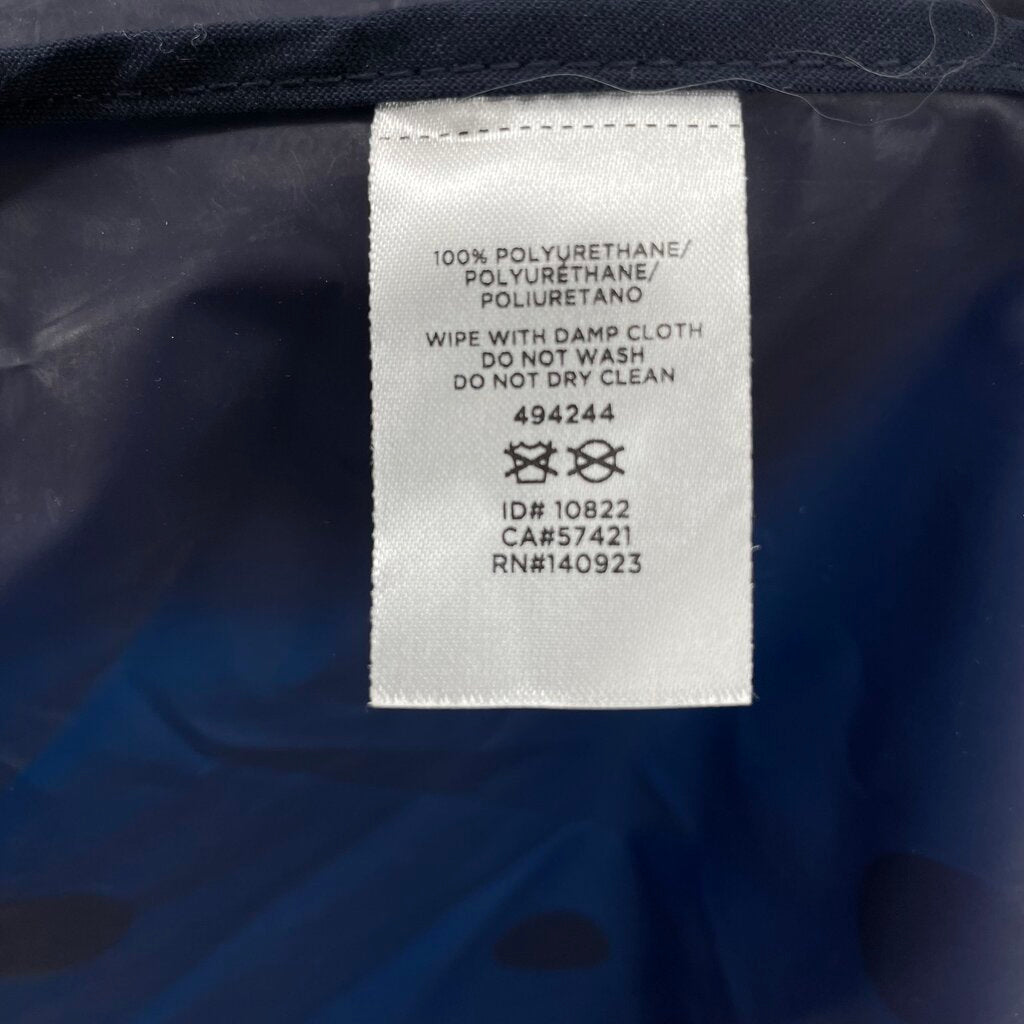 100% POLYURETHANE/
POLYURÉTHANE/
POLIURETANO
WIPE WITH DAMP CLOTH
DO NOT WASH
DO NOT DRY CLEAN
494244
ID# 10822
CA#57421
RN#140923